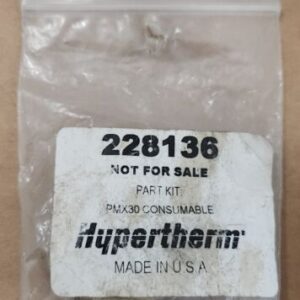 228136
NOT FOR SALE
PART KIT:
PMX30 CONSUMABLE
Hypertherm
MADE IN U.S.A